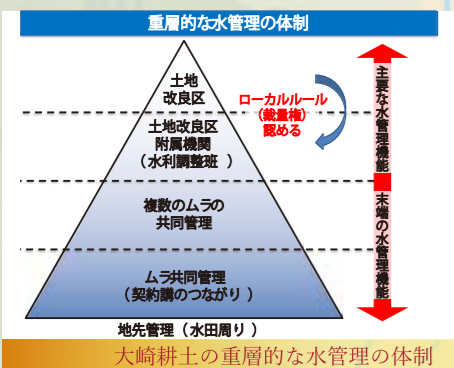 重層的な水管理の体制
土地
改良区
ローカルルール
（裁量権）
認める
土地改良区
附属機関
（水利調整班 ）
複数のムラの
共同管理
ムラ共同管理
（契約講のつながり ）
地先管理（水田周り ）
主要な水管理機能
末端の水管理機能
大崎耕土の重層的な水管理の体制